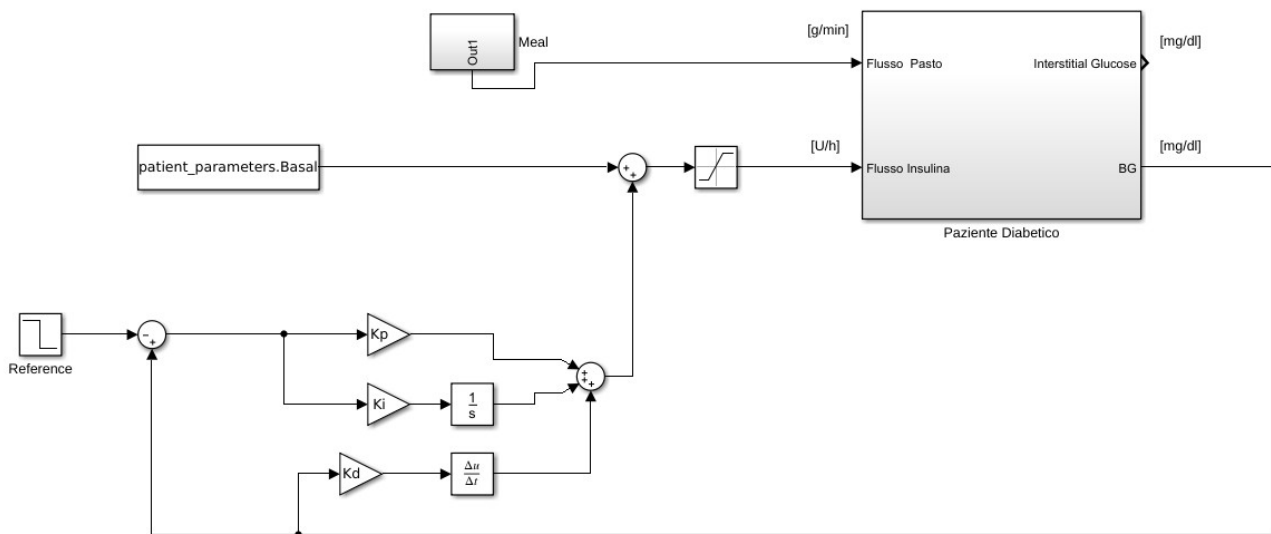 [g/min]
[mg/dl]
Out1
Meal
Flusso Pasto
Interstitial Glucose
[U/h]
[mg/dl]
patient_parameters.Basal
+
+
Flusso Insulina
BG
Paziente Diabetico
Reference
-
+
Kp
+
+
+
Ki
1
s
Kd
Δu
Δt